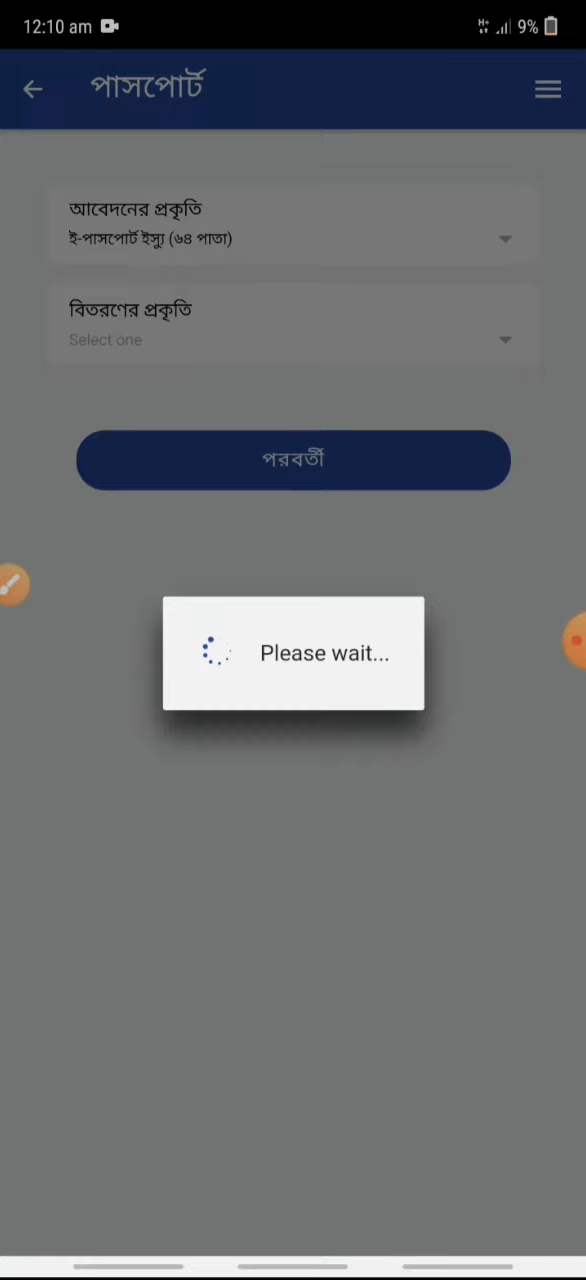 12:10 am
H+ 9%
পাসপোর্ট
আবেদনের প্রকৃতি
ই-পাসপোর্ট ইস্যু (৬৪ পাতা)
বিতরণের প্রকৃতি
Select one
পরবর্তী
Please wait...